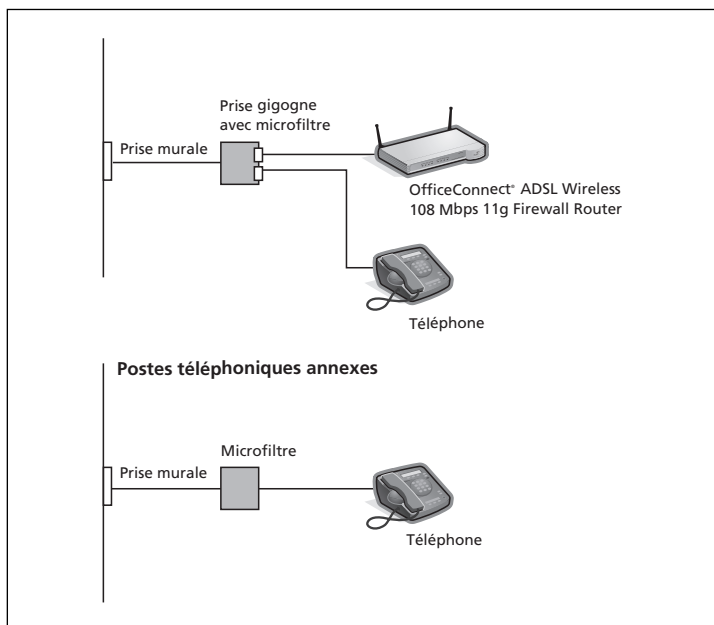 Prise gigogne
avec microfiltre
Prise murale
OfficeConnect® ADSL Wireless
108 Mbps 11g Firewall Router
Téléphone
Postes téléphoniques annexes
Microfiltre
Prise murale
Téléphone